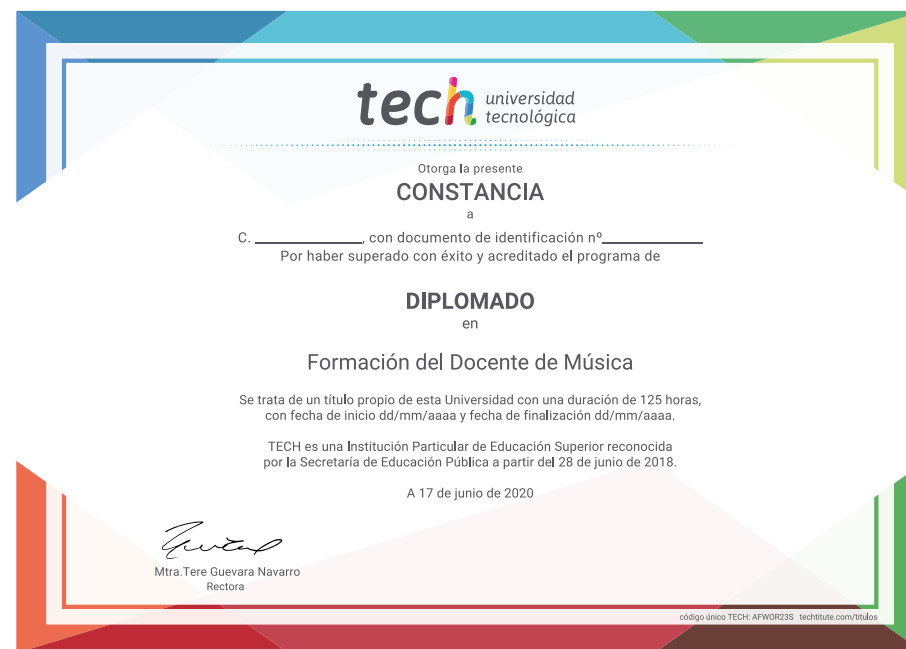 tech universidad
tecnológica
Otorga la presente
CONSTANCIA
a
C. ______________, con documento de identificación nº_____________
Por haber superado con éxito y acreditado el programa de
DIPLOMADO
en
Formación del Docente de Música
Se trata de un título propio de esta Universidad con una duración de 125 horas,
con fecha de inicio dd/mm/aaaa y fecha de finalización dd/mm/aaaa.
TECH es una Institución Particular de Educación Superior reconocida
por la Secretaría de Educación Pública a partir del 28 de junio de 2018.
A 17 de junio de 2020
Mtra.Tere Guevara Navarro
Rectora
código único TECH: AFWOR23S techtitute.com/titulos